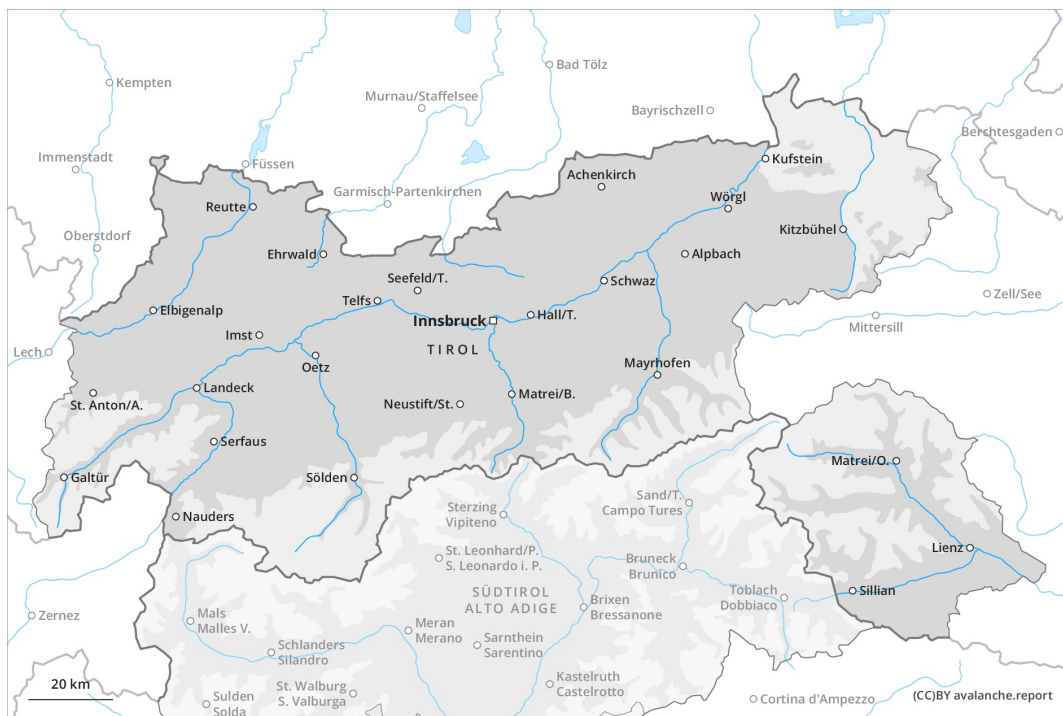 Kempten
Bad Tölz
Murnau/Staffelsee
Bayrischzell
Berchtesgaden
Immenstadt
Füssen
Kufstein
Achenkirch
Garmisch-Partenkirchen
Reutte
Wörgl
Kitzbühel
Oberstdorf
Ehrwald
Alpbach
Seefeld/T.
Schwaz
Zell/See
Telfs
Elbigenalp
Innsbruck
Hall/T.
Mittersill
Imst
TIROL
Lech
Oetz
Mayrhofen
Landeck
St. Anton/A.
Neustift/St.
Matrei/B.
Serfaus
Matrei/O.
Galtür
Sölden
Sand/T.
Campo Tures
Sterzing
Vipiteno
Nauders
Lienz
St. Leonhard/P.
S. Leonardo i. P.
Bruneck
Brunico
SÜDTIROL
ALTO ADIGE
Toblach
Dobbiaco
Sillian
Brixen
Bressanone
Zernez
Mals
Malles V.
Meran
Merano
Schlanders
Silandro
Sarnthein
Sarentino
20 km
St. Walburg
S. Valburga
Kastelruth
Castelrotto
Sulden
Solda
Cortina d'Ampezzo
(CC)BY avalanche.report